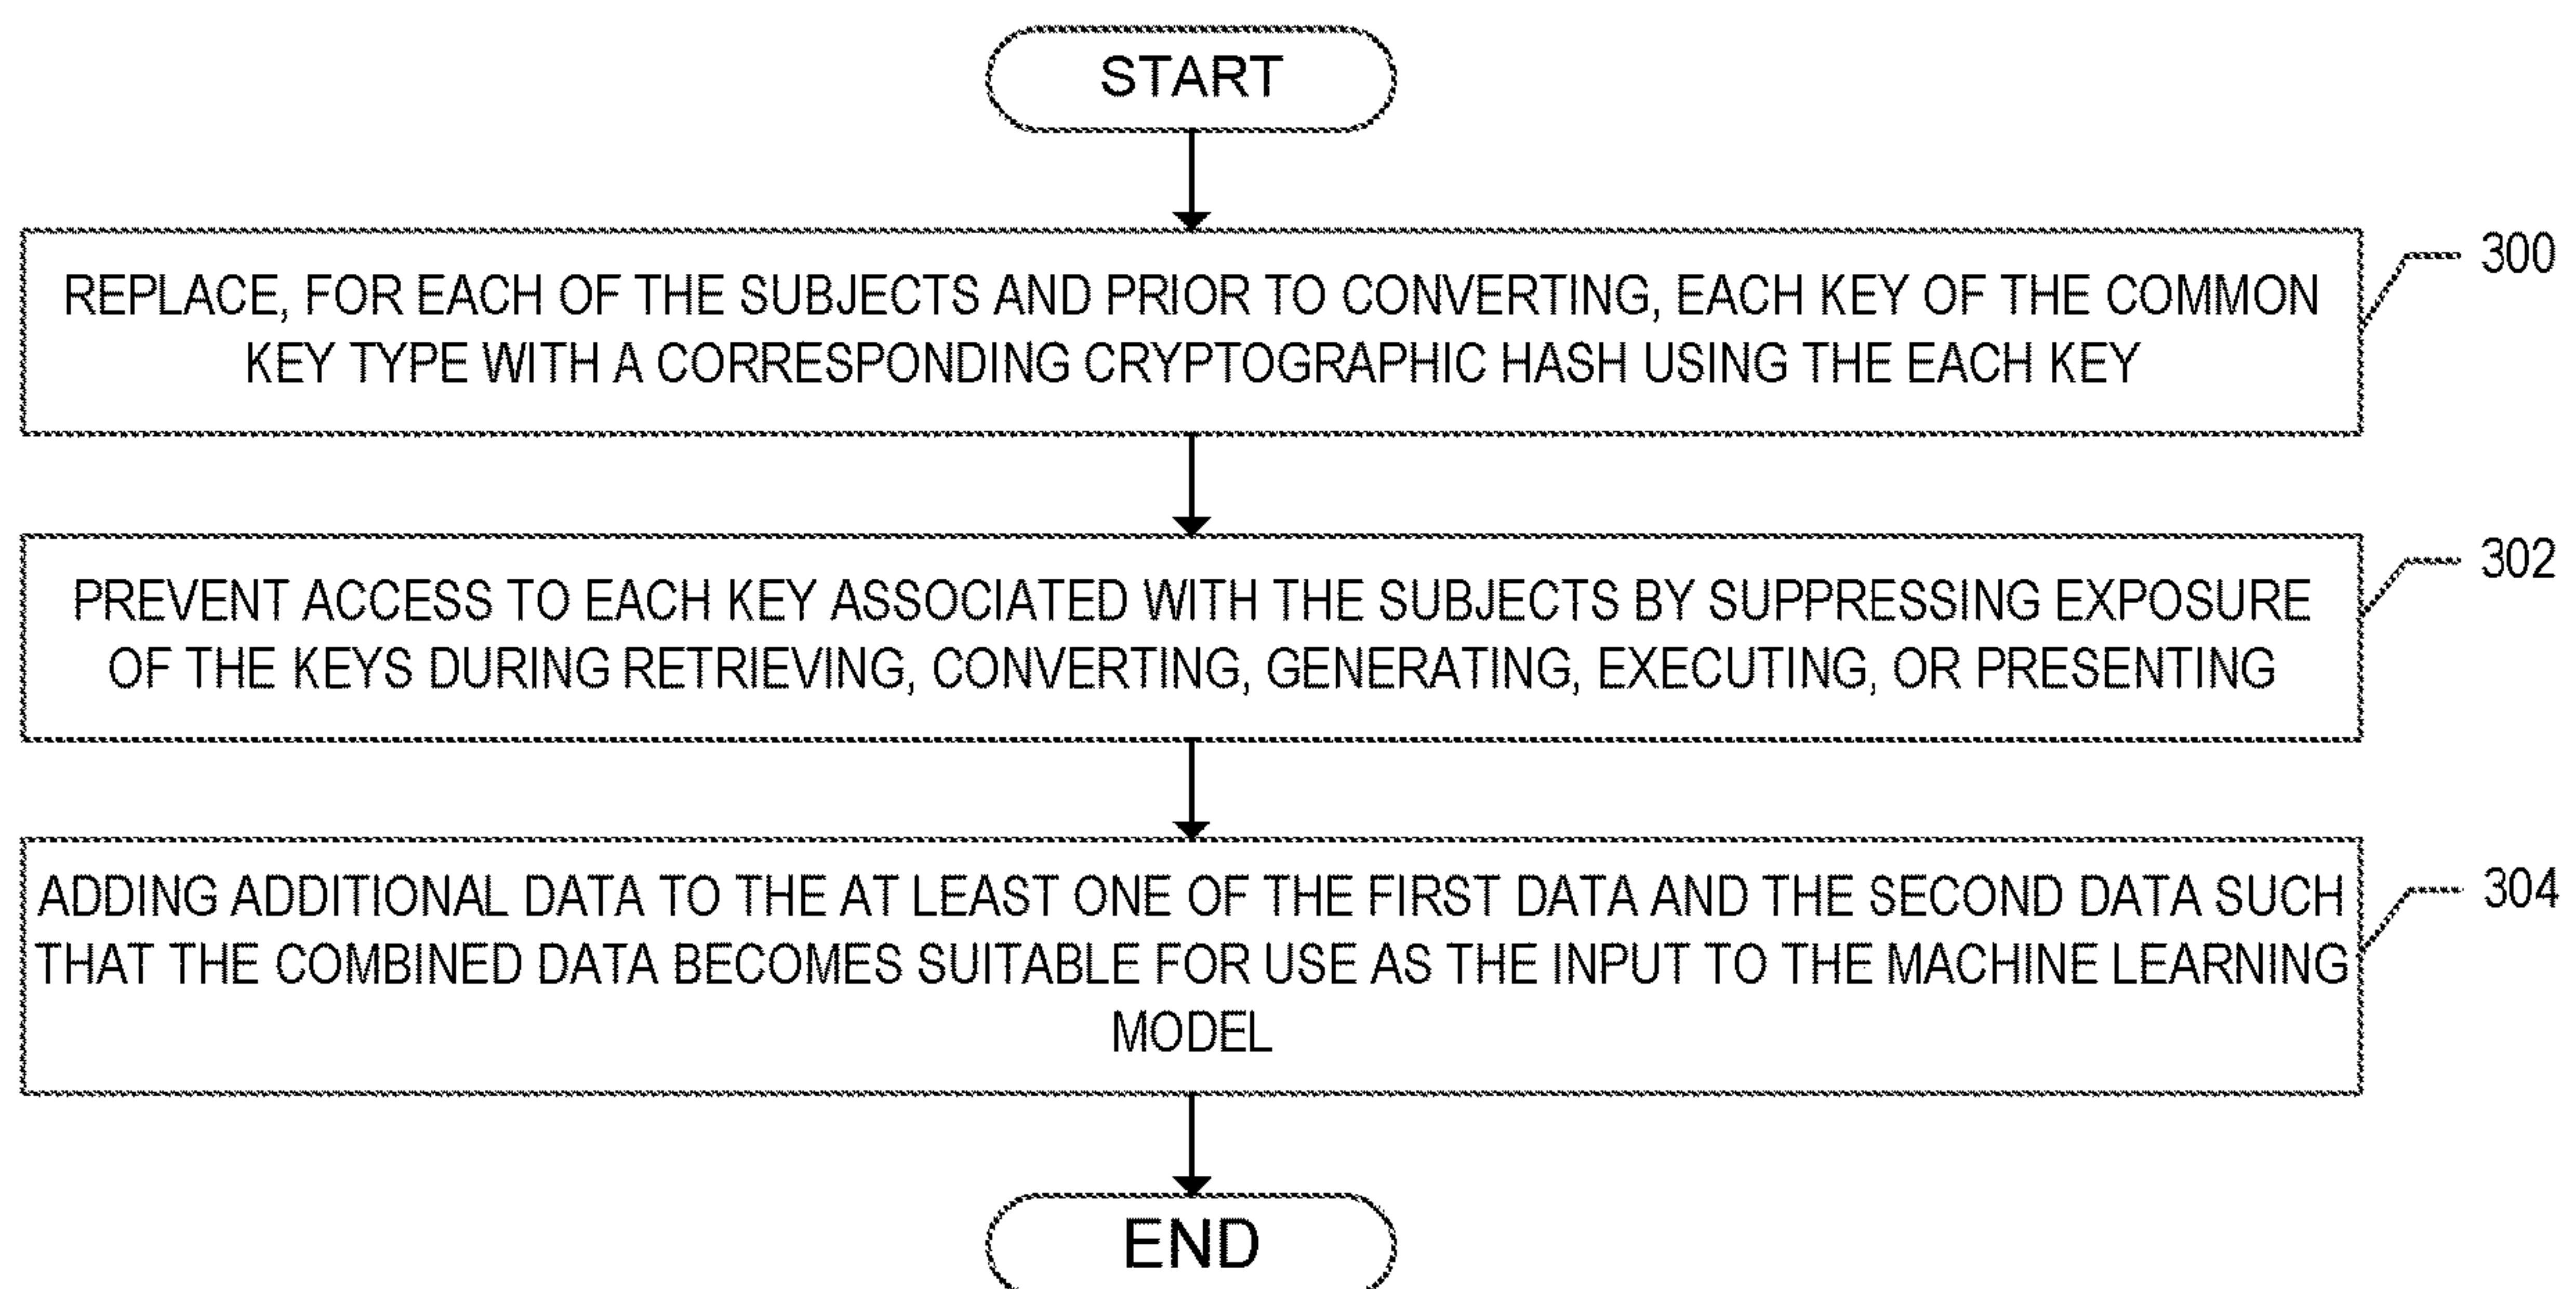 START
REPLACE, FOR EACH OF THE SUBJECTS AND PRIOR TO CONVERTING, EACH KEY OF THE COMMON
KEY TYPE WITH A CORRESPONDING CRYPTOGRAPHIC HASH USING THE EACH KEY
300
PREVENT ACCESS TO EACH KEY ASSOCIATED WITH THE SUBJECTS BY SUPPRESSING EXPOSURE
OF THE KEYS DURING RETRIEVING, CONVERTING, GENERATING, EXECUTING, OR PRESENTING
302
ADDING ADDITIONAL DATA TO THE AT LEAST ONE OF THE FIRST DATA AND THE SECOND DATA SUCH
THAT THE COMBINED DATA BECOMES SUITABLE FOR USE AS THE INPUT TO THE MACHINE LEARNING
MODEL
304
END